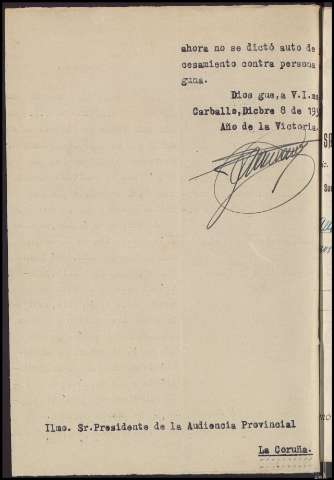 ahora no se dictó auto de
cesamiento contra persona
guna.
Dios gue,a V.I.m
Carballo,Dicbre 8 de 193
Año de la Victoria.
Ilmo. Sr.Presidente de la Audiencia Provincial
La Coruña.